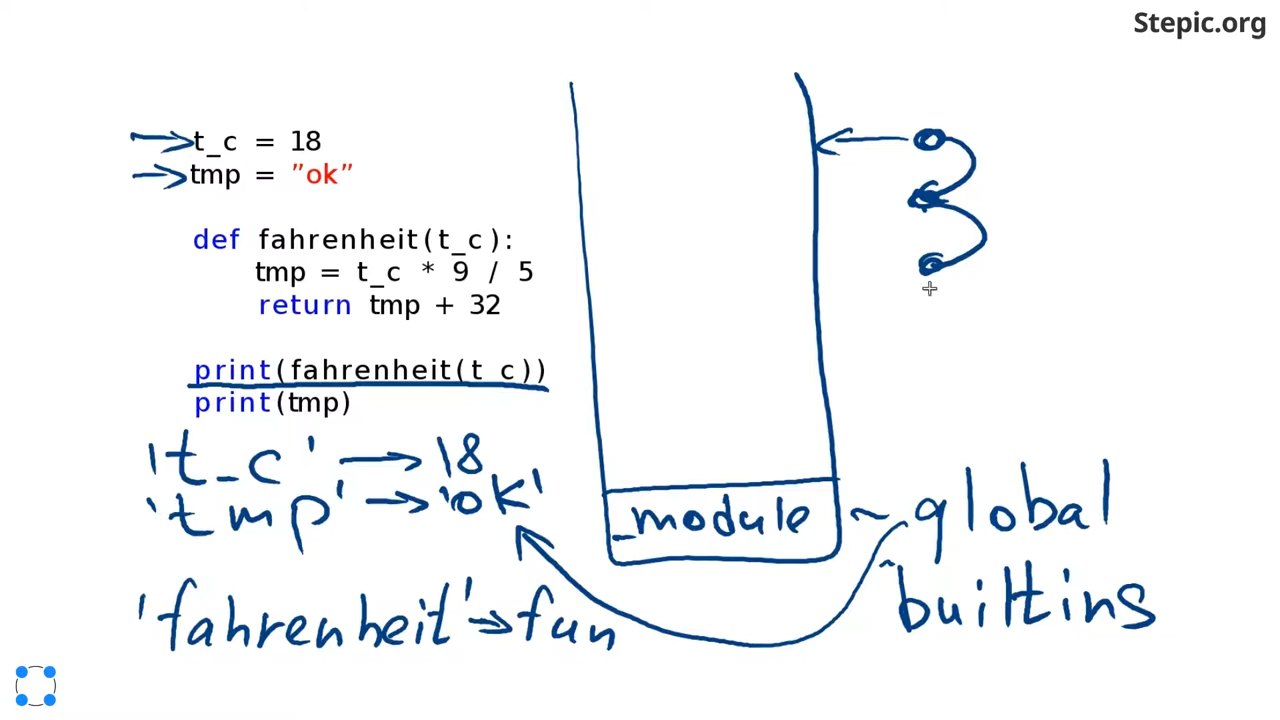 Stepic.org
t_c = 18
tmp = ”ok”
def fahrenheit(t_c):
tmp = t_c * 9 / 5
return tmp + 32
print(fahrenheit(t_c))
print(tmp)
't_c' → 18
'tmp' → 'ok'
_module ~ global
builtins
'fahrenheit' → fun